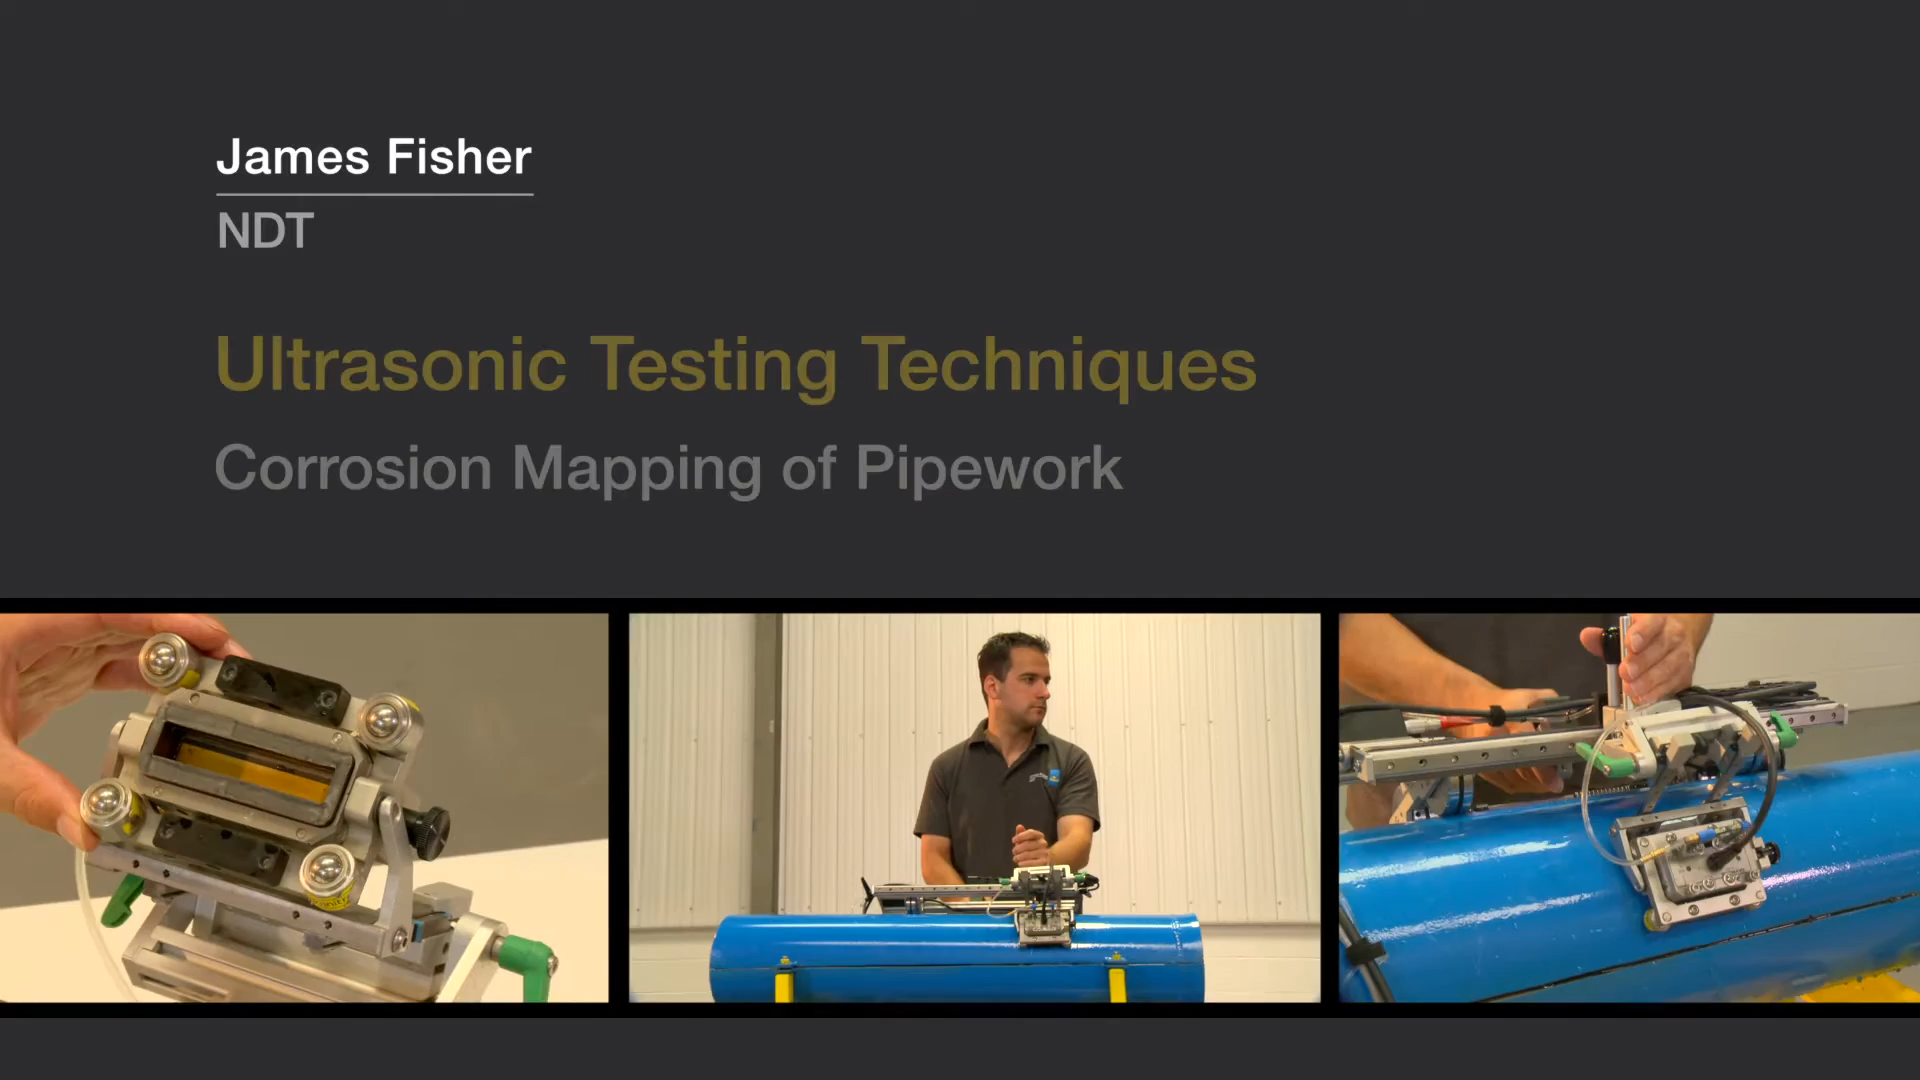 James Fisher
NDT
Ultrasonic Testing Techniques
Corrosion Mapping of Pipework